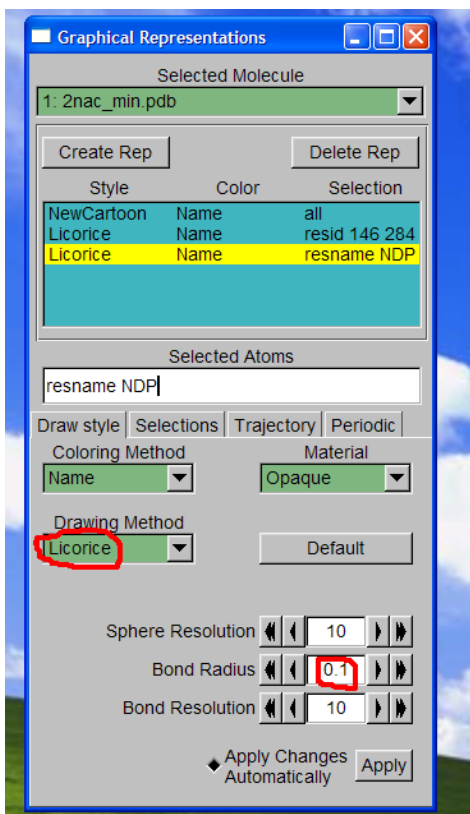 Graphical Representations
Selected Molecule
1: 2nac_min.pdb
Create Rep Delete Rep
Style Color Selection
NewCartoon Name all
Licorice Name resid 146 284
Licorice Name resname NDP
Selected Atoms
resname NDP
Draw style Selections Trajectory Periodic
Coloring Method Material
Name Opaque
Drawing Method
Licorice Default
Sphere Resolution 10
Bond Radius 0.1
Bond Resolution 10
Apply Changes
Automatically Apply